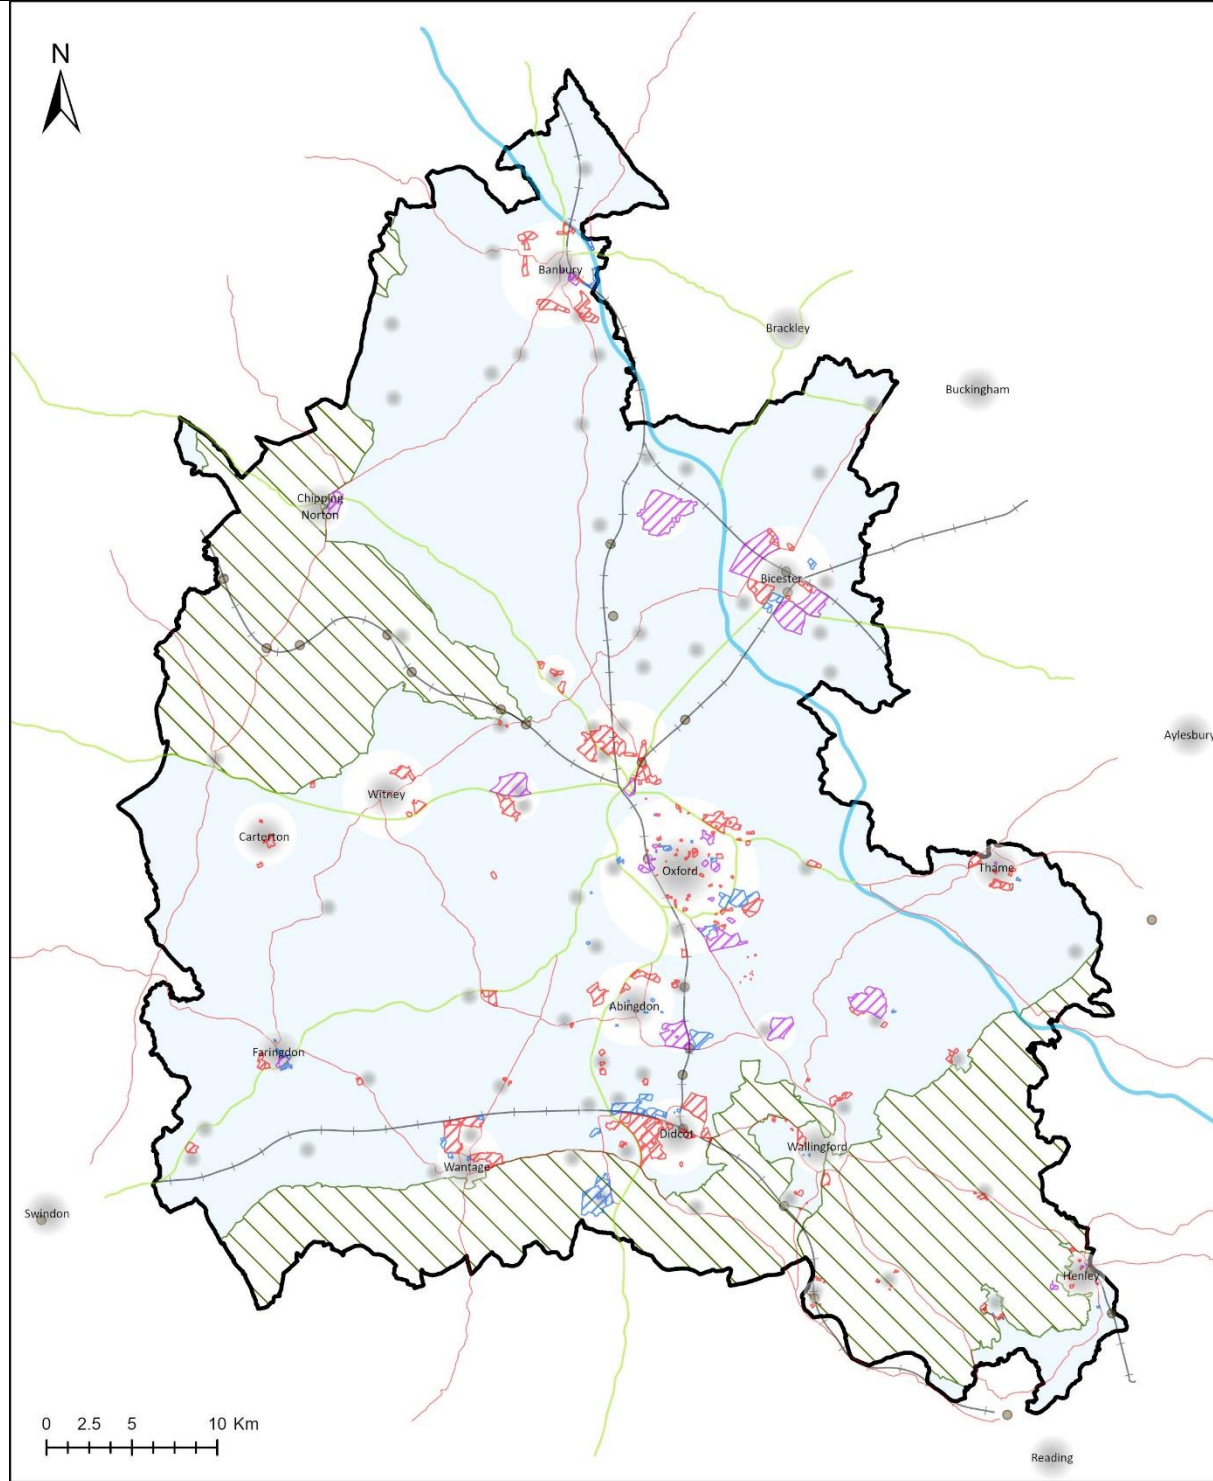 N
Banbury
Brackley
Buckingham
Chipping
Norton
Bicester
Aylesbury
Witney
Carterton
Oxford
Thame
Abingdon
Faringdon
Didcot
Wallingford
Wantage
Swindon
Henley
0 2.5 5 10 Km
Reading